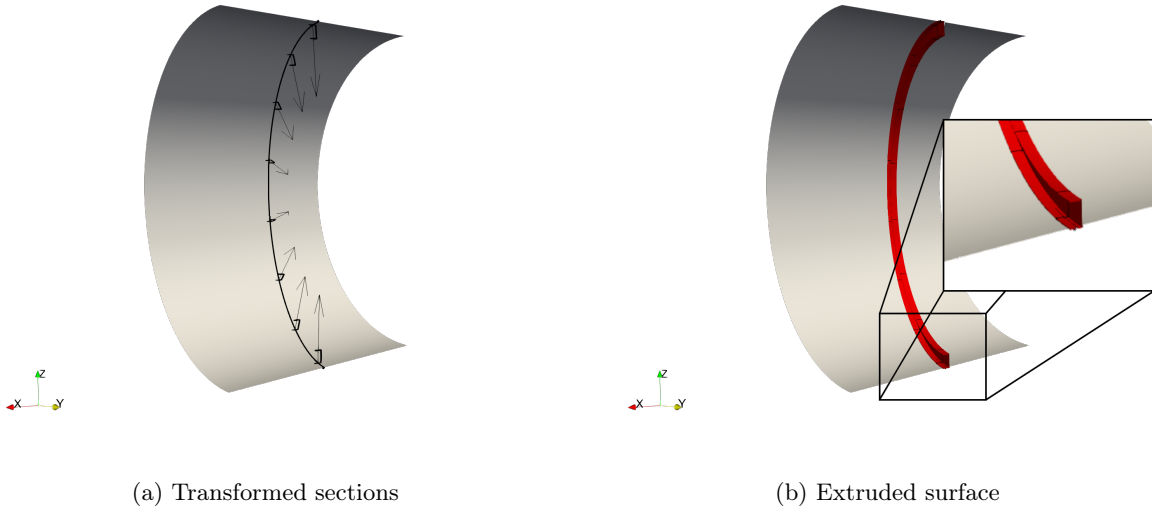 Z
X
Y
Z
X
Y
(a) Transformed sections
(b) Extruded surface